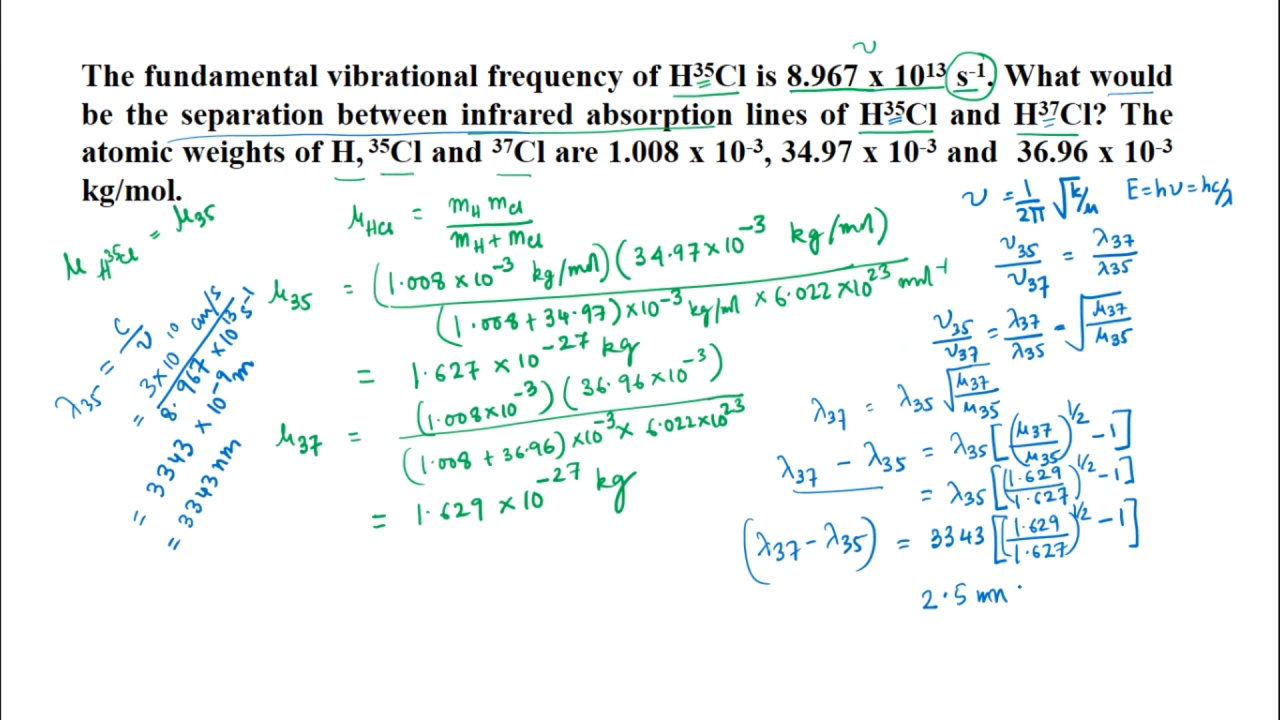 The fundamental vibrational frequency of H³⁵Cl is 8.967 x 10¹³ s⁻¹. What would
be the separation between infrared absorption lines of H³⁵Cl and H³⁷Cl? The
atomic weights of H, ³⁵Cl and ³⁷Cl are 1.008 x 10⁻³, 34.97 x 10⁻³ and 36.96 x 10⁻³
kg/mol.
ν
μ H³⁵Cl = μ35
μHCl = mH mCl / mH + mCl
μ35 = (1.008 × 10⁻³ kg/mol)(34.97 × 10⁻³ kg/mol) / (1.008 + 34.97) × 10⁻³ kg/mol × 6.022 × 10²³ mol⁻¹
= 1.627 × 10⁻²⁷ kg
μ37 = (1.008 × 10⁻³)(36.96 × 10⁻³) / (1.008 + 36.96) × 10⁻³ × 6.022 × 10²³
= 1.629 × 10⁻²⁷ kg
λ35 = c/ν
= 3 × 10¹⁰ cm/s / 8.967 × 10¹³ s⁻¹
= 3343 × 10⁻⁹ m
= 3343 nm
ν = 1/2π √k/μ E = hν = hc/λ
ν35/ν37 = λ37/λ35
ν35/ν37 = λ37/λ35 = √μ37/μ35
λ37 = λ35 √μ37/μ35
λ37 − λ35 = λ35 [(μ37/μ35)^1/2 − 1]
= λ35 [(1.629/1.627)^1/2 − 1]
(λ37 − λ35) = 3343 [(1.629/1.627)^1/2 − 1]
2.5 mn.